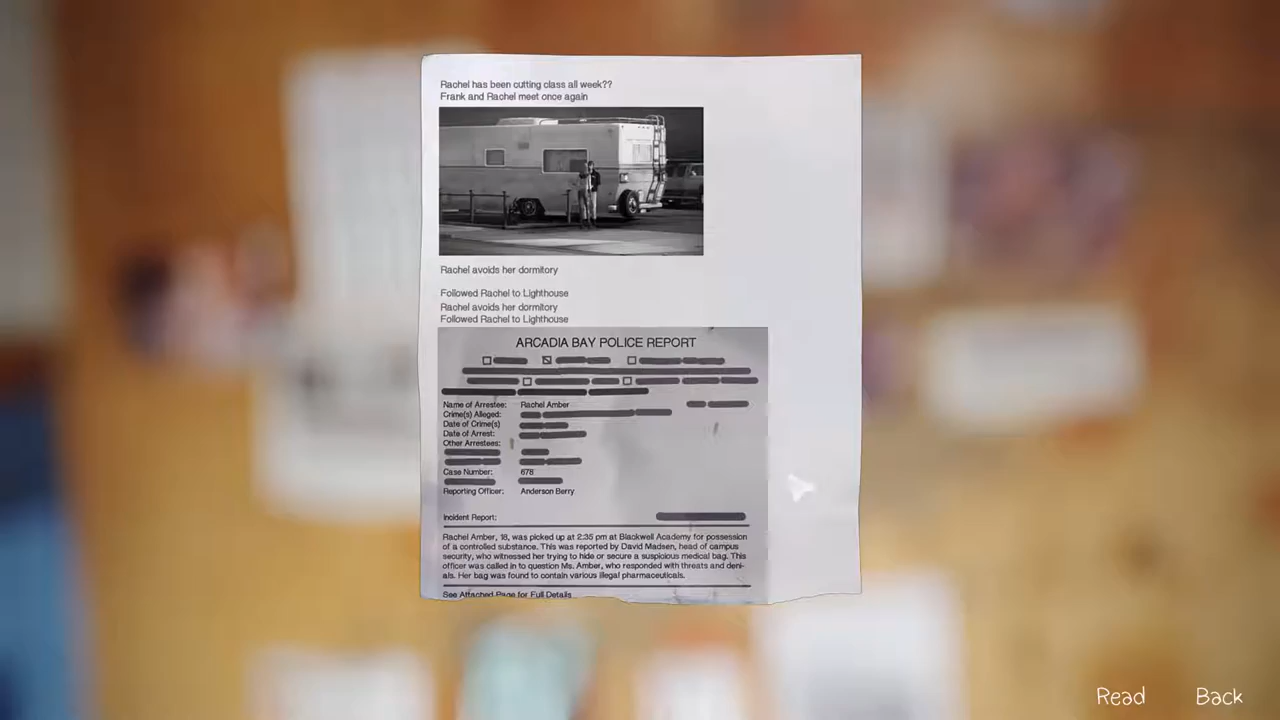 Rachel has been cutting class all week??
Frank and Rachel meet once again
Rachel avoids her dormitory
Followed Rachel to Lighthouse
Rachel avoids her dormitory
Followed Rachel to Lighthouse
ARCADIA BAY POLICE REPORT
Name of Arrestee: Rachel Amber
Crime(s) Alleged:
Date of Crime(s)
Date of Arrest:
Other Arrestees:
Case Number: 678
Reporting Officer: Anderson Berry
Incident Report:
Rachel Amber, 18, was picked up at 2:35 pm at Blackwell Academy for possession
of a controlled substance. This was reported by David Madsen, head of campus
security, who witnessed her trying to hide or secure a suspicious medical bag. This
officer was called in to question Ms. Amber, who responded with threats and deni-
als. Her bag was found to contain various illegal pharmaceuticals.
See Attached Page for Full Details
Read Back